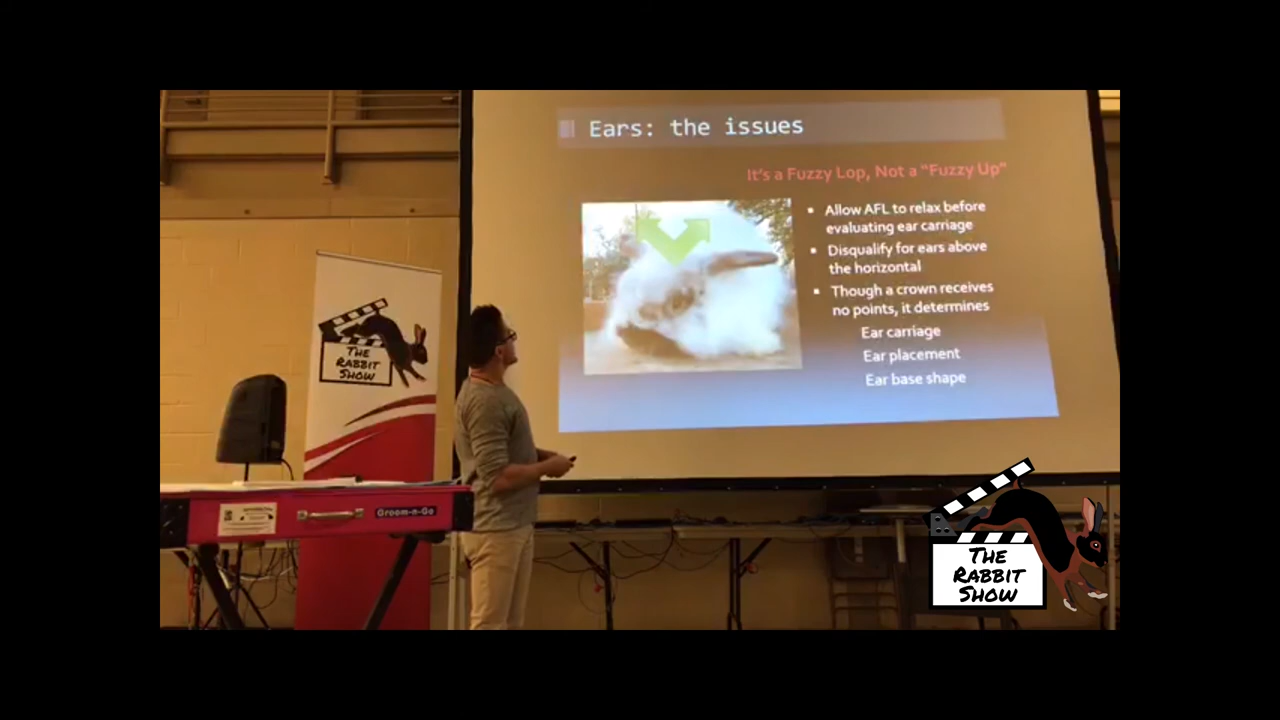 Ears: the issues
It's a Fuzzy Lop, Not a "Fuzzy Up"
Allow AFL to relax before
evaluating ear carriage
Disqualify for ears above
the horizontal
Though a crown receives
no points, it determines
Ear carriage
Ear placement
Ear base shape
THE
RABBIT
SHOW
Groom-n-Go
THE
RABBIT
SHOW